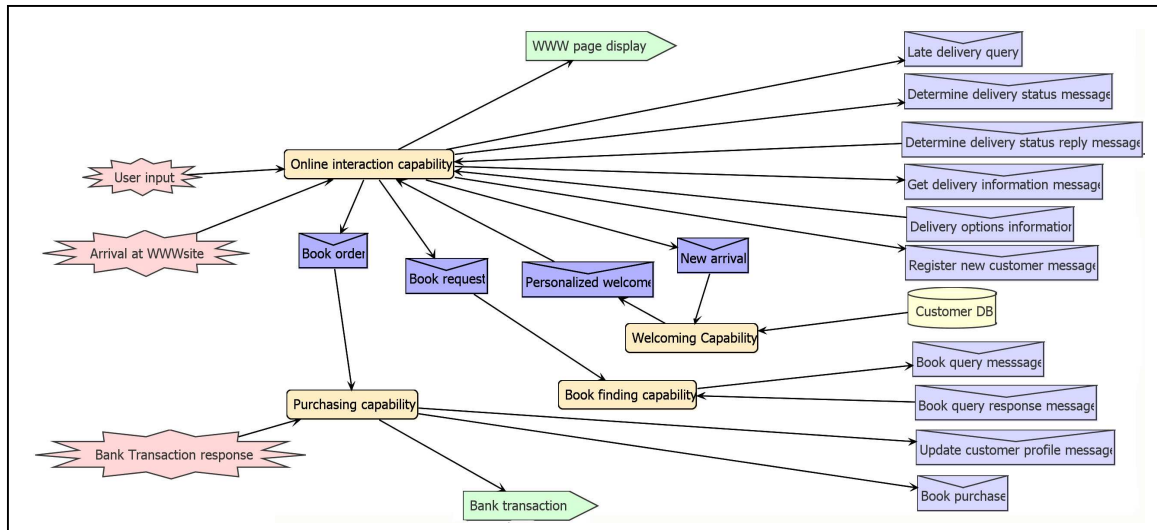 WWW page display
Late delivery query
Determine delivery status message
Determine delivery status reply message
Online interaction capability
User input
Get delivery information message
Delivery options information
Arrival at WWWsite
Book order
New arrival
Register new customer message
Book request
Personalized welcome
Customer DB
Welcoming Capability
Book query messsage
Book finding capability
Purchasing capability
Book query response message
Bank Transaction response
Update customer profile message
Book purchase
Bank transaction